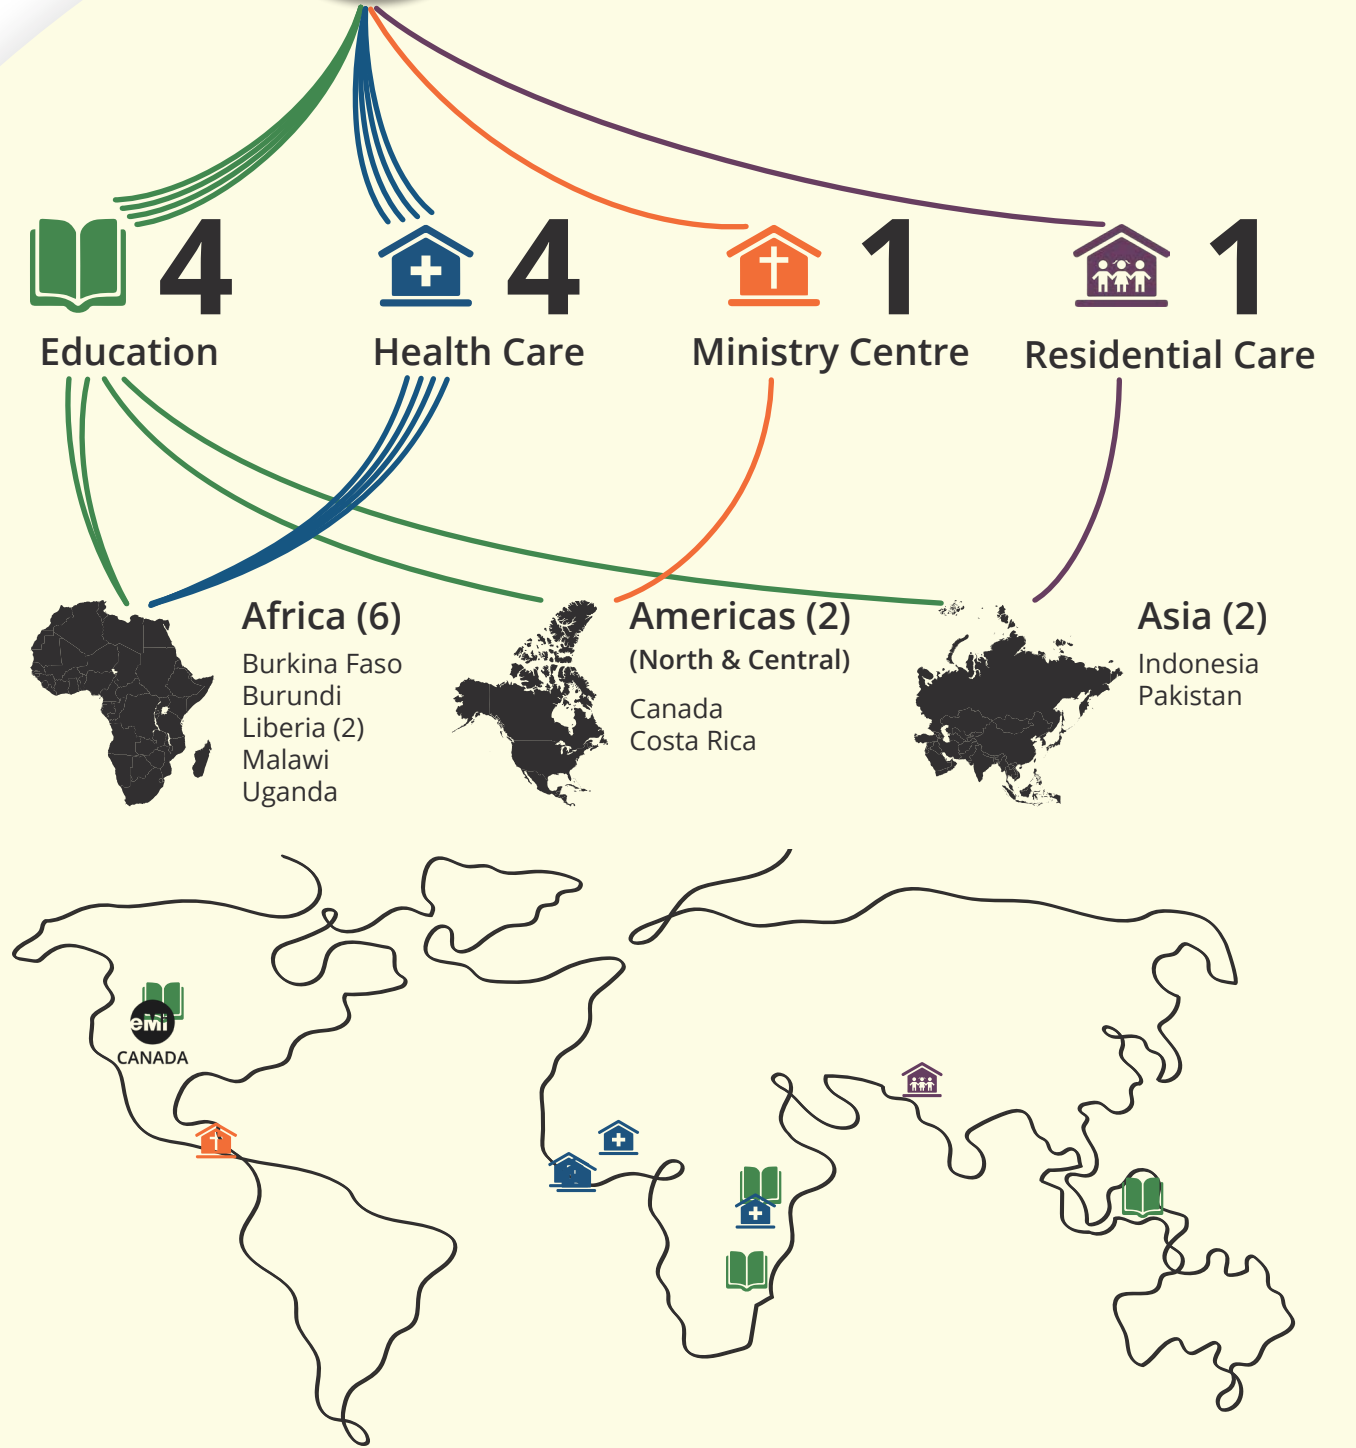 4
4
1
1
Education
Health Care
Ministry Centre
Residential Care
Africa (6)
Burkina Faso
Burundi
Liberia (2)
Malawi
Uganda
Americas (2)
(North & Central)
Canada
Costa Rica
Asia (2)
Indonesia
Pakistan
eMi
CANADA